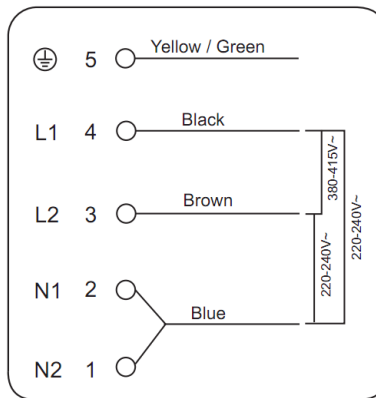 5 Yellow / Green
L1 4 Black
380-415V~
220-240V~
L2 3 Brown
220-240V~
N1 2
Blue
N2 1